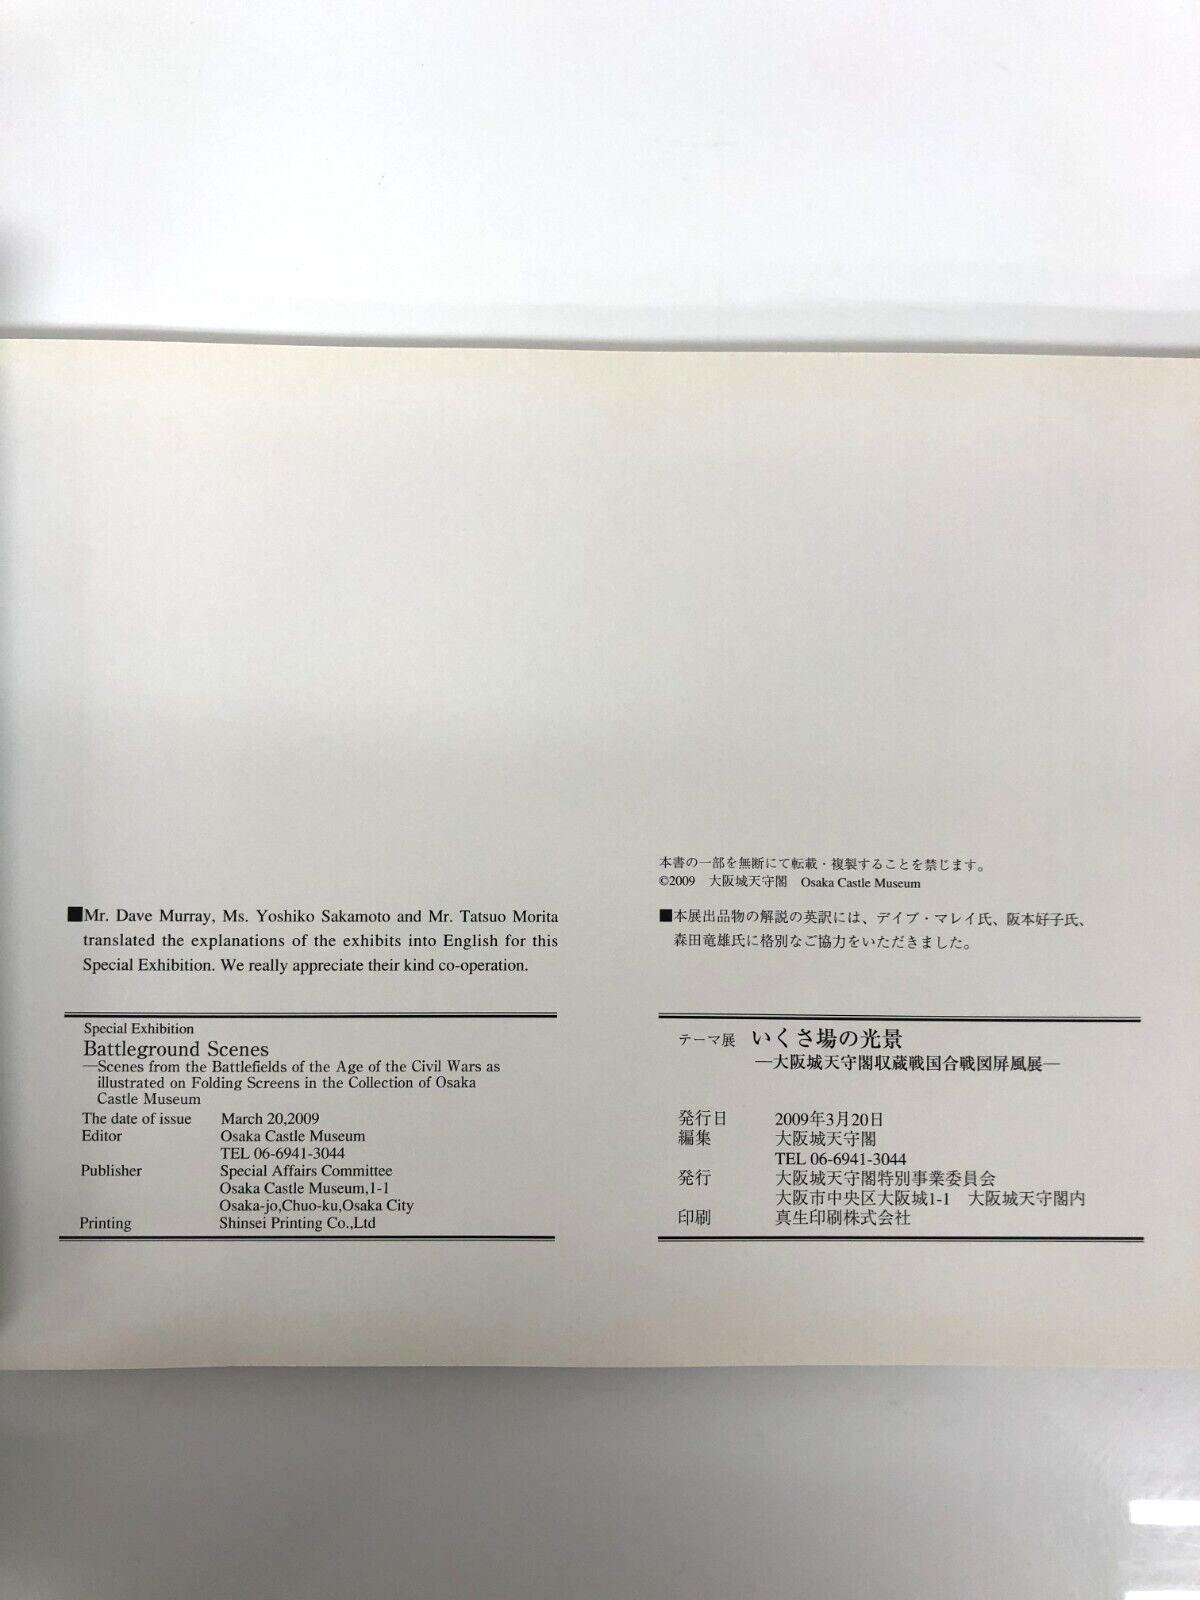 ■Mr. Dave Murray, Ms. Yoshiko Sakamoto and Mr. Tatsuo Morita
translated the explanations of the exhibits into English for this
Special Exhibition. We really appreciate their kind co-operation.
Special Exhibition
Battleground Scenes
—Scenes from the Battlefields of the Age of the Civil Wars as
illustrated on Folding Screens in the Collection of Osaka
Castle Museum
The date of issue March 20,2009
Editor Osaka Castle Museum
TEL 06-6941-3044
Publisher Special Affairs Committee
Osaka Castle Museum,1-1
Osaka-jo,Chuo-ku,Osaka City
Printing Shinsei Printing Co.,Ltd
本書の一部を無断にて転載・複製することを禁じます。
©2009 大阪城天守閣 Osaka Castle Museum
■本展出品物の解説の英訳には、デイブ・マレイ氏、阪本好子氏、
森田竜雄氏に格別なご協力をいただきました。
テーマ展 いくさ場の光景
―大阪城天守閣収蔵戦国合戦図屏風展―
発行日 2009年3月20日
編集 大阪城天守閣
TEL 06-6941-3044
発行 大阪城天守閣特別事業委員会
大阪市中央区大阪城1-1 大阪城天守閣内
印刷 真生印刷株式会社